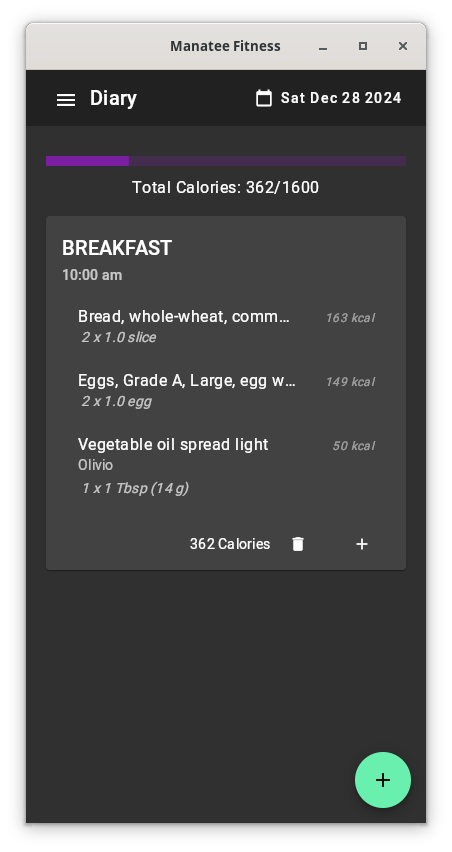 Manatee Fitness
Diary
Sat Dec 28 2024
Total Calories: 362/1600
BREAKFAST
10:00 am
Bread, whole-wheat, comm… 163 kcal
2 x 1.0 slice
Eggs, Grade A, Large, egg w… 149 kcal
2 x 1.0 egg
Vegetable oil spread light 50 kcal
Olivio
1 x 1 Tbsp (14 g)
362 Calories